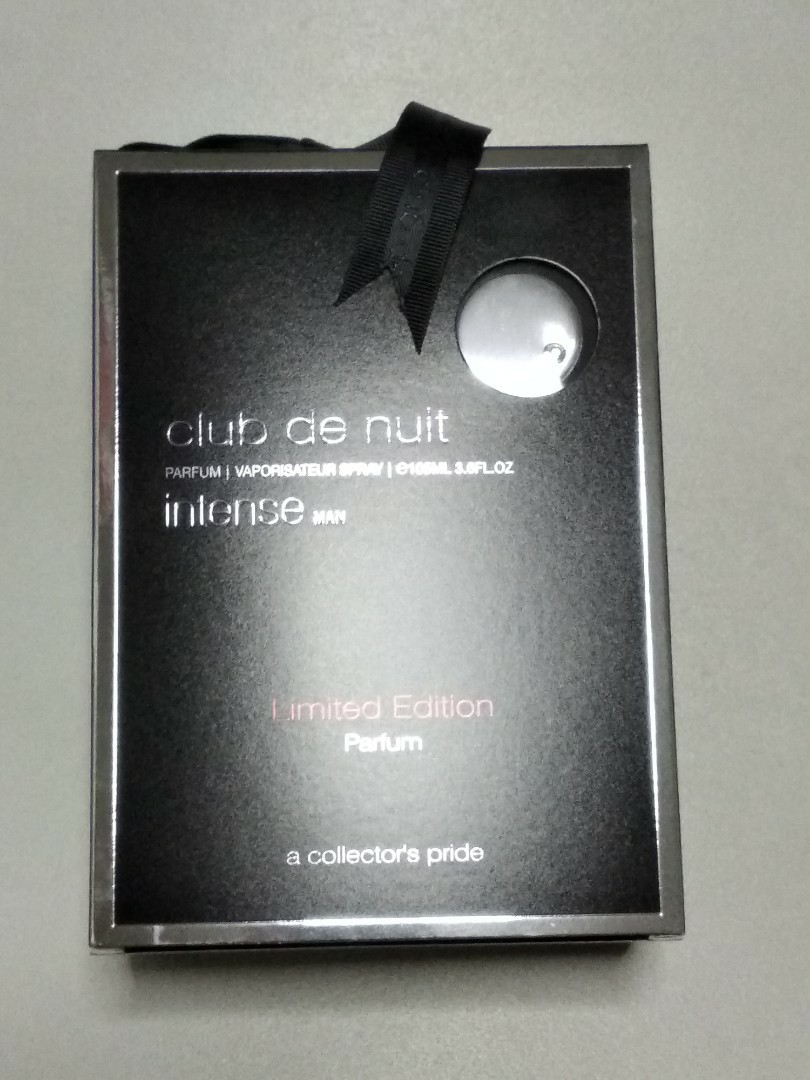 club de nuit
PARFUM | VAPORISATEUR SPRAY | ℮105ML 3.6FL.OZ
intense MAN
Limited Edition
Parfum
a collector's pride